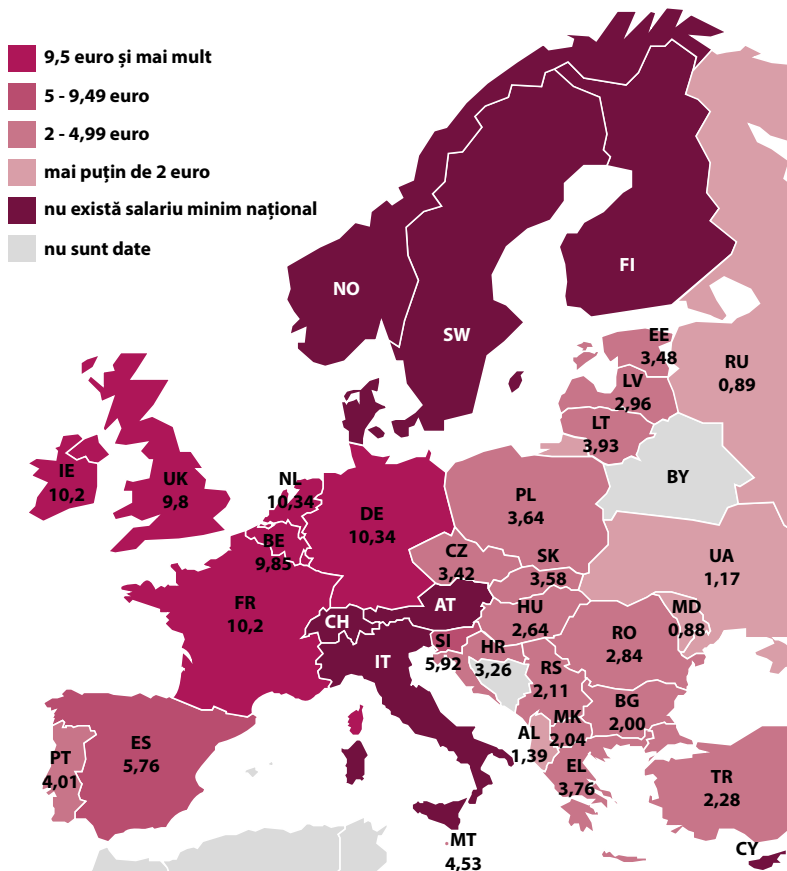 9,5 euro și mai mult
5 - 9,49 euro
2 - 4,99 euro
mai puțin de 2 euro
nu există salariu minim național
nu sunt date
NO
SW
FI
EE
3,48
RU
0,89
LV
2,96
LT
3,93
BY
IE
10,2
UK
9,8
NL
10,34
DE
10,34
PL
3,64
BE
9,85
CZ
3,42
SK
3,58
UA
1,17
FR
10,2
CH
AT
HU
2,64
MD
0,88
IT
SI
5,92
HR
3,26
RO
2,84
RS
2,11
BG
2,00
MK
2,04
AL
1,39
EL
3,76
PT
4,01
ES
5,76
TR
2,28
MT
4,53
CY